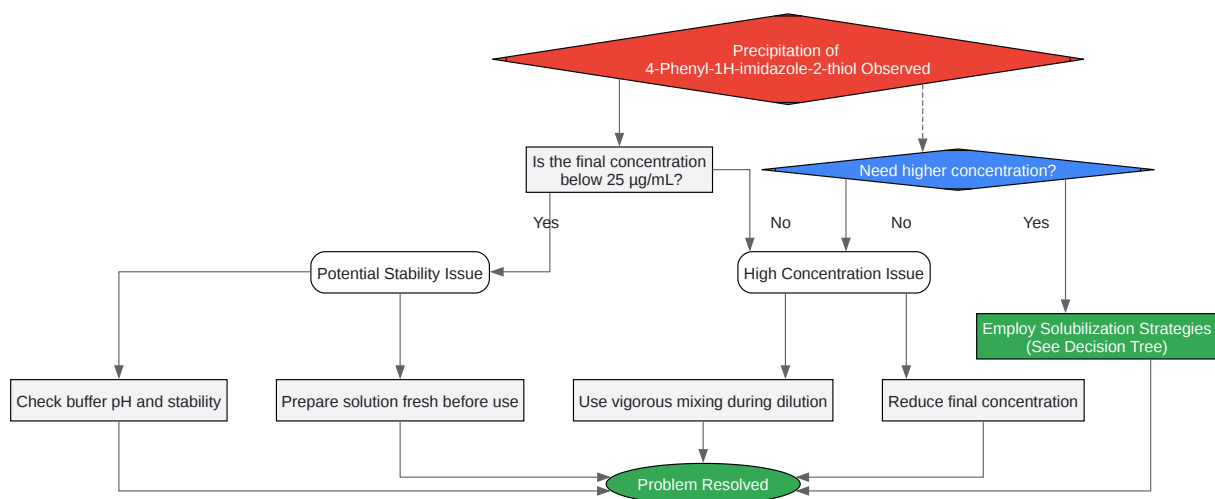 Precipitation of
4-Phenyl-1H-imidazole-2-thiol Observed
Is the final concentration
below 25 µg/mL?
Need higher concentration?
Yes
No
No
Yes
Potential Stability Issue
High Concentration Issue
Employ Solubilization Strategies
(See Decision Tree)
Check buffer pH and stability
Prepare solution fresh before use
Use vigorous mixing during dilution
Reduce final concentration
Problem Resolved